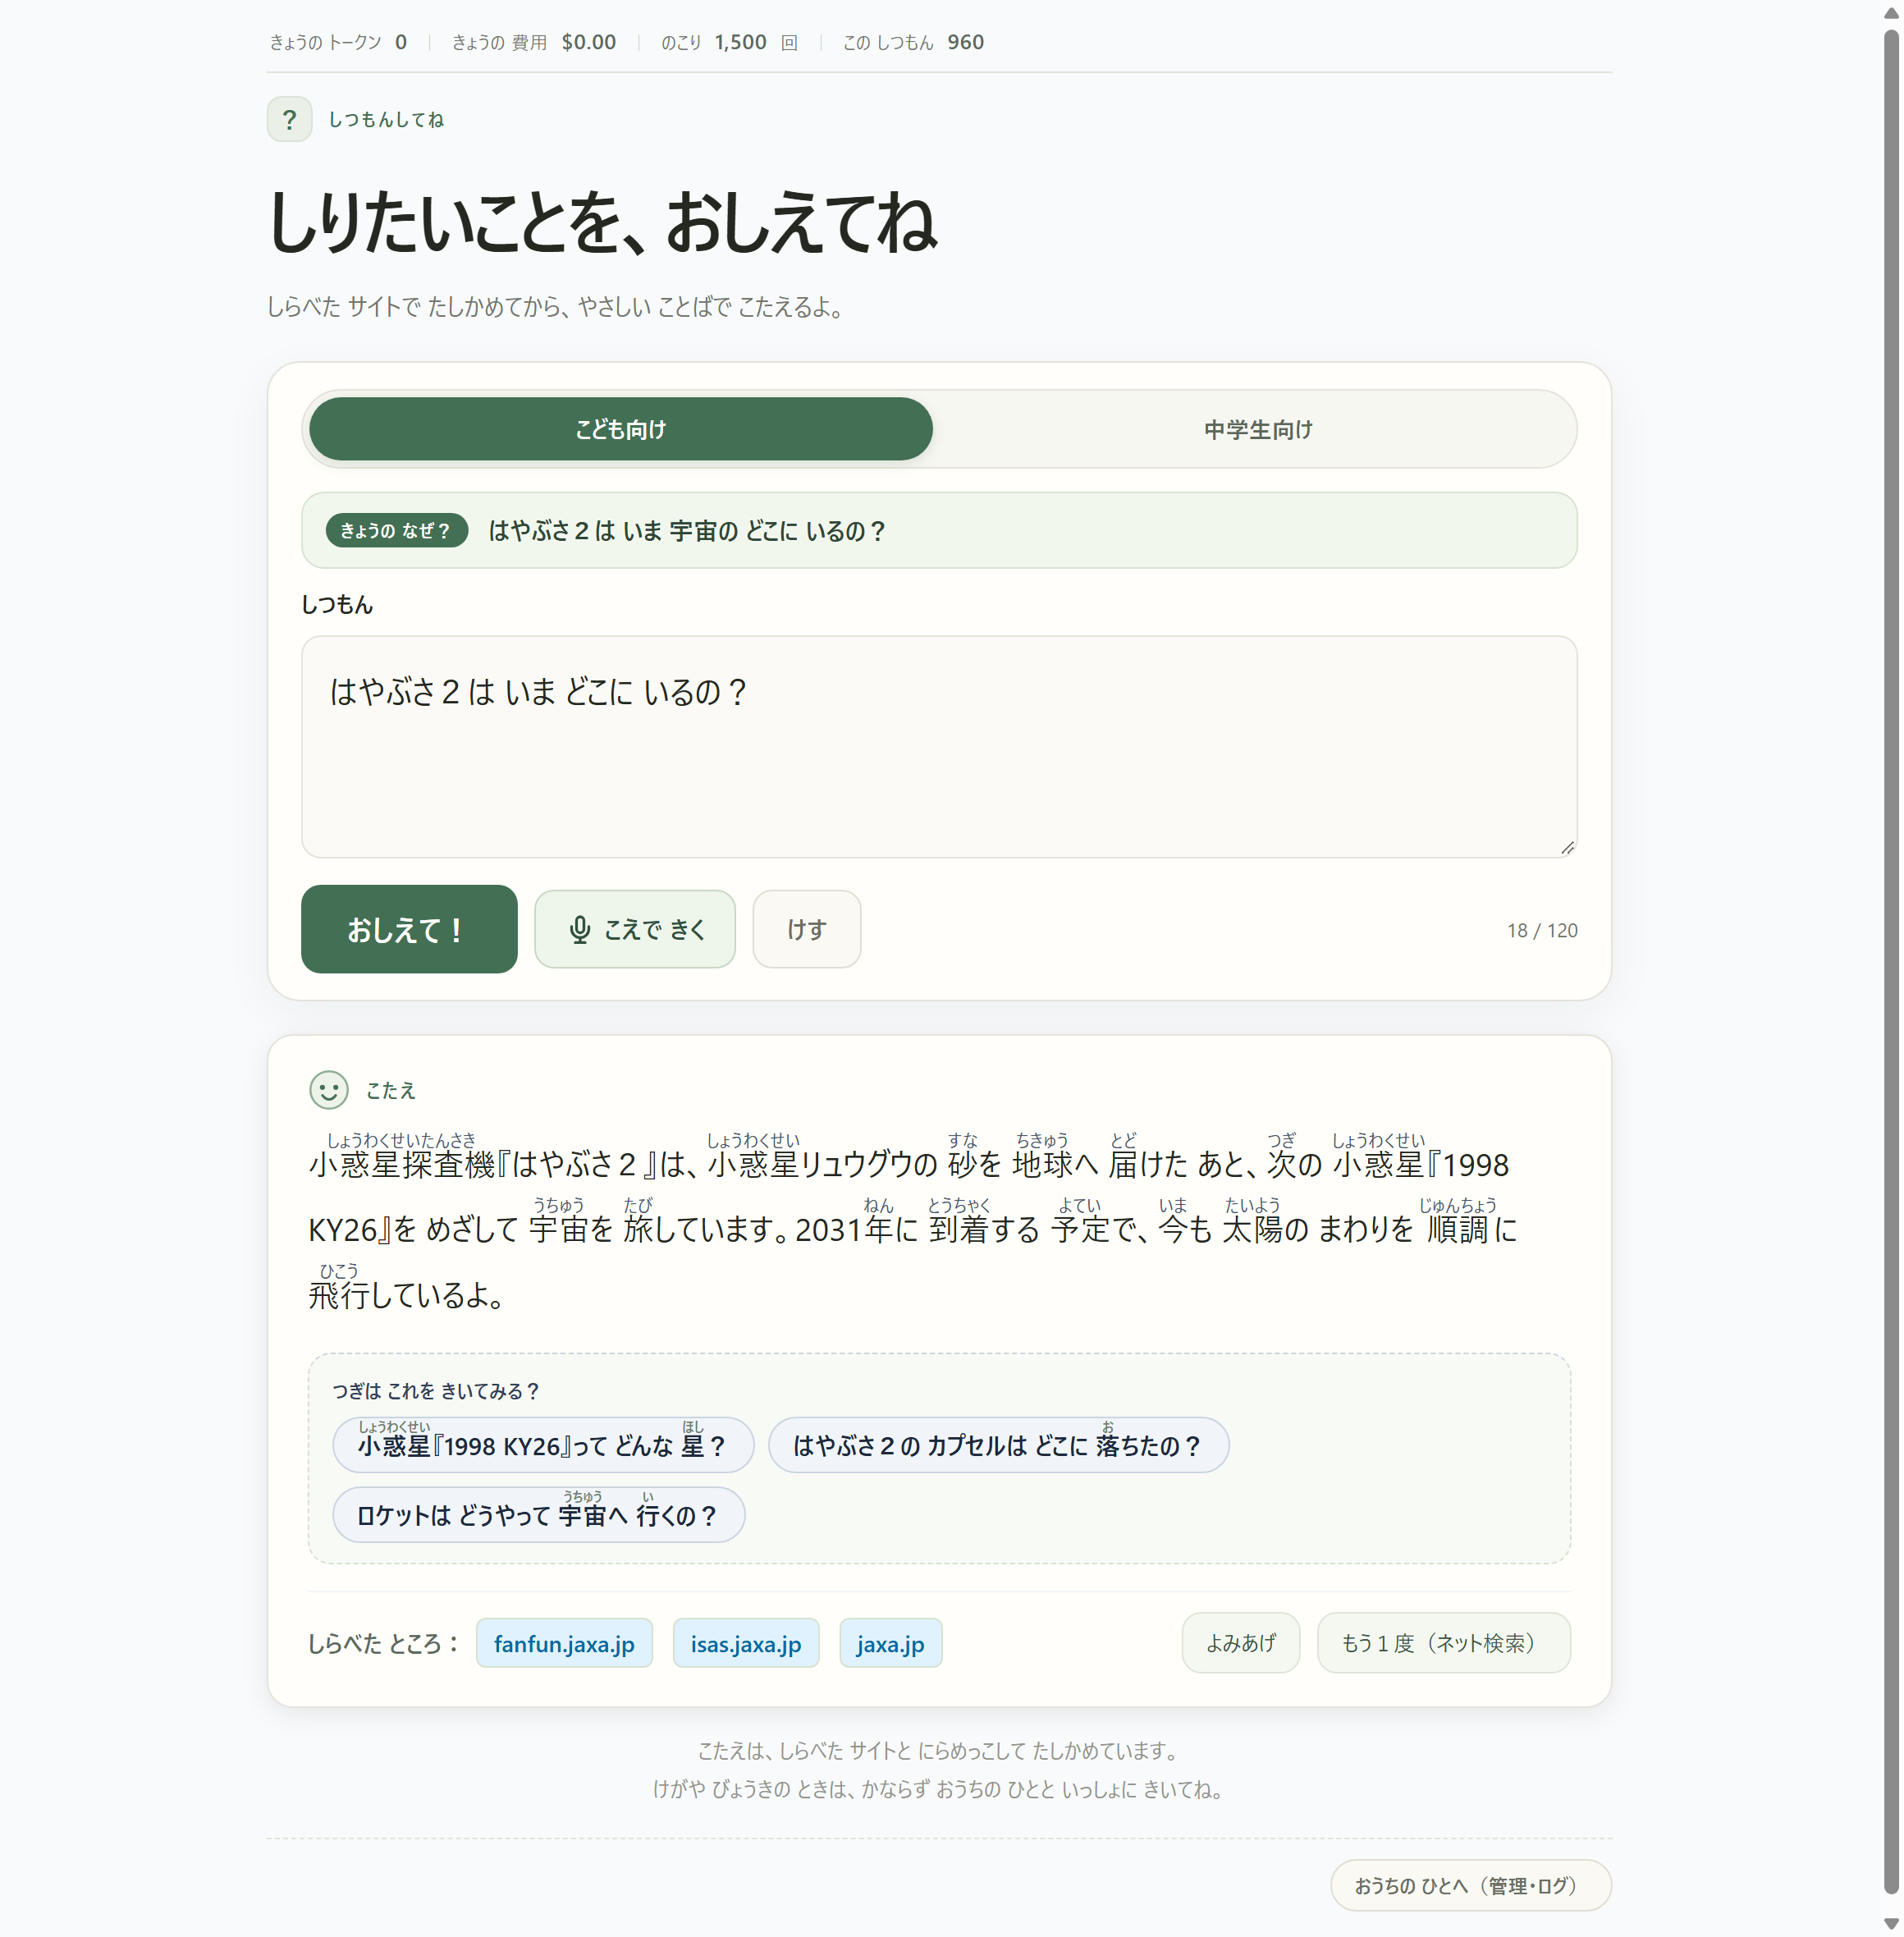 きょうの トークン 0 きょうの 費用 $0.00 のこり 1,500 回 この しつもん 960
? しつもんしてね
しりたいことを、おしえてね
しらべた サイトで たしかめてから、やさしい ことばで こたえるよ。
こども向け 中学生向け
きょうの なぜ？ はやぶさ２は いま 宇宙の どこに いるの？
しつもん
はやぶさ２は いま どこに いるの？
おしえて！ こえで きく けす 18 / 120
こたえ
しょうわくせいたんさき しょうわくせい すな ちきゅう とど つぎ しょうわくせい
小惑星探査機『はやぶさ２』は、小惑星リュウグウの 砂を 地球へ 届けた あと、次の 小惑星『1998
うちゅう たび ねん とうちゃく よてい いま たいよう じゅんちょう
KY26』を めざして 宇宙を 旅しています。2031年に 到着する 予定で、今も 太陽の まわりを 順調に
ひこう
飛行しているよ。
つぎは これを きいてみる？
しょうわくせい ほし お
小惑星『1998 KY26』って どんな 星？ はやぶさ２の カプセルは どこに 落ちたの？
うちゅう い
ロケットは どうやって 宇宙へ 行くの？
しらべた ところ： fanfun.jaxa.jp isas.jaxa.jp jaxa.jp よみあげ もう１度（ネット検索）
こたえは、しらべた サイトと にらめっこして たしかめています。
けがや びょうきの ときは、かならず おうちの ひとと いっしょに きいてね。
おうちの ひとへ（管理・ログ）